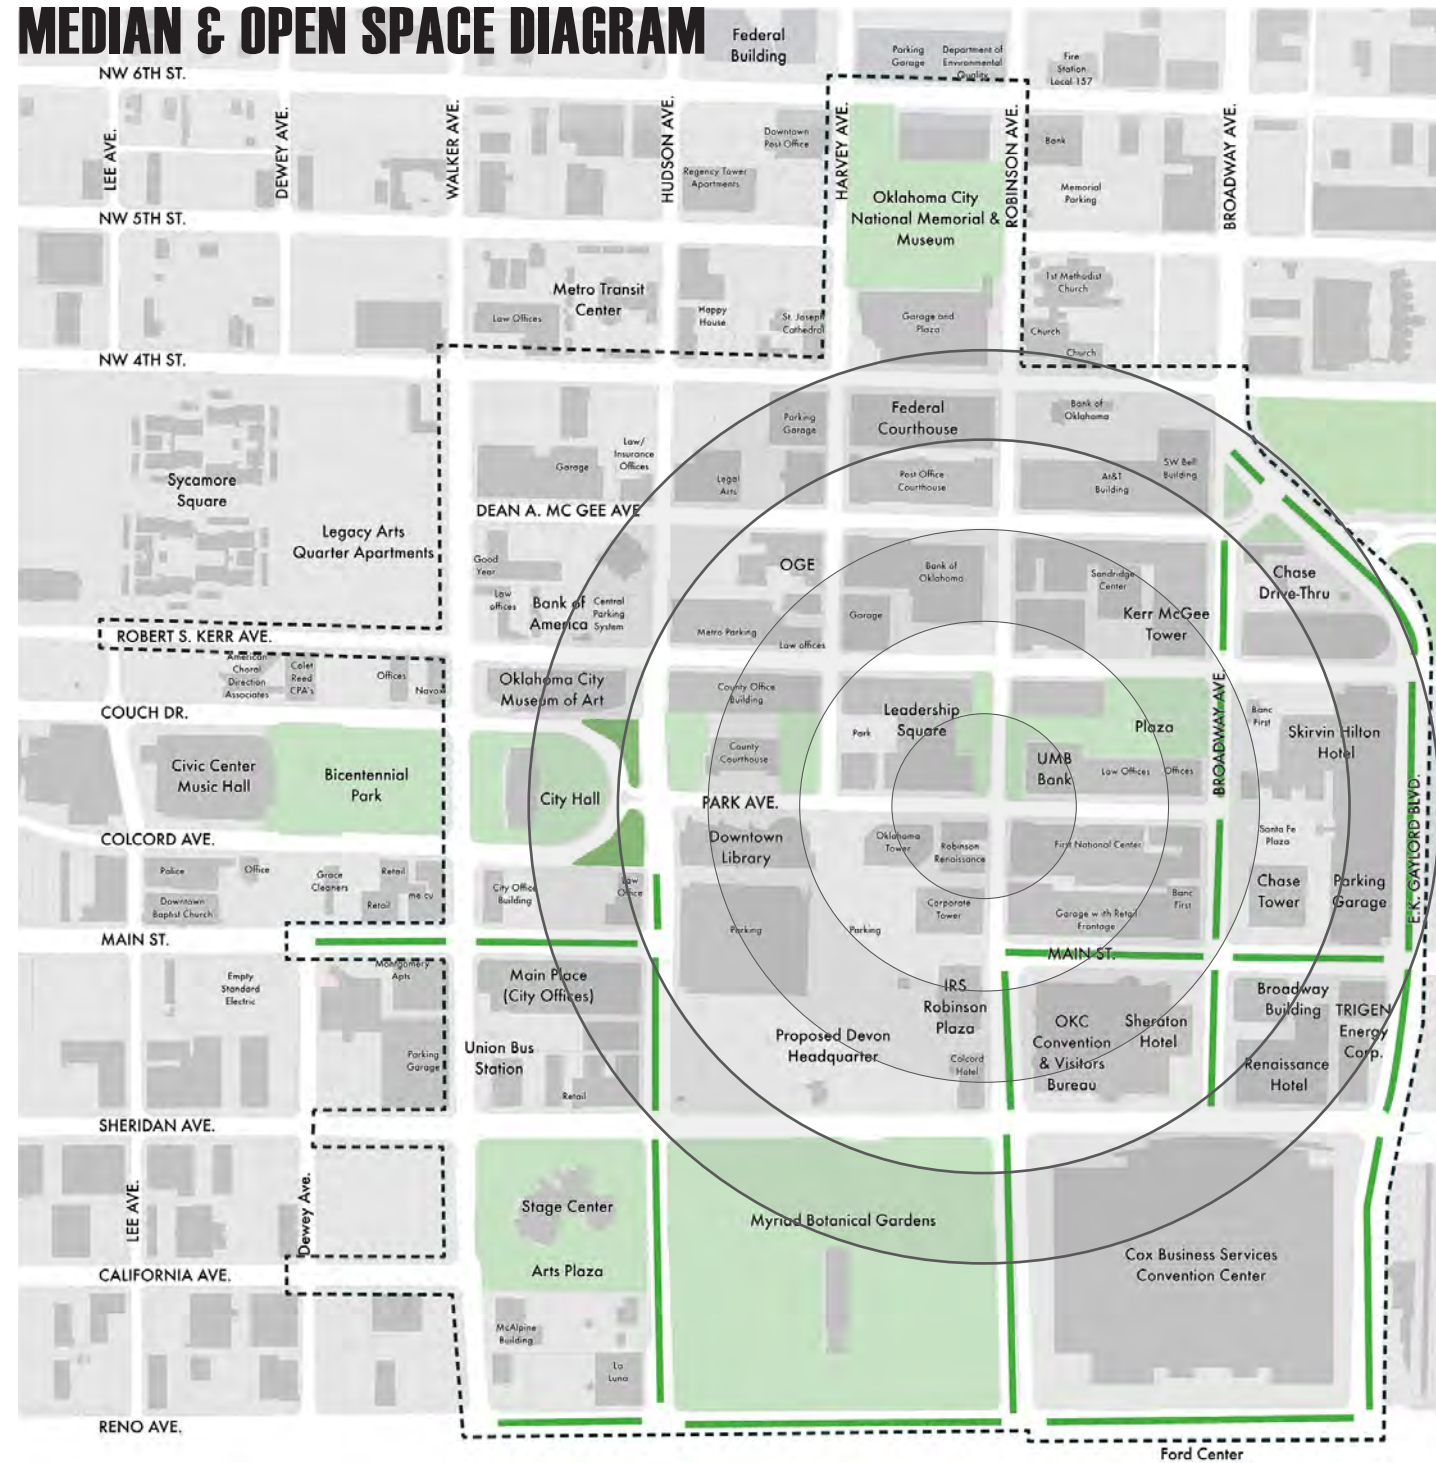 MEDIAN & OPEN SPACE DIAGRAM
Federal
Building
Parking
Garage
Department of
Environmental
Quality
Fire
Station
Local 157
NW 6TH ST.
LEE AVE.
DEWEY AVE.
WALKER AVE.
HUDSON AVE.
HARVEY AVE.
ROBINSON AVE.
BROADWAY AVE.
Downtown
Post Office
Regency Tower
Apartments
Bank
Memorial
Parking
Oklahoma City
National Memorial &
Museum
NW 5TH ST.
Metro Transit
Center
Law Offices
Happy
House
St. Joseph
Cathedral
Garage and
Plaza
1st Methodist
Church
Church
Church
NW 4TH ST.
Sycamore
Square
Legacy Arts
Quarter Apartments
Garage
Law/
Insurance
Offices
Parking
Garage
Legal
Arts
Federal
Courthouse
Post Office
Courthouse
Bank of
Oklahoma
At&T
Building
SW Bell
Building
DEAN A. MC GEE AVE
Good
Year
Law
offices
Bank of
America
Central
Parking
System
OGE
Metro Parking
Law offices
Bank of
Oklahoma
Garage
Sandridge
Center
Kerr McGee
Tower
Chase
Drive-Thru
ROBERT S. KERR AVE.
American
Choral
Direction
Associates
Colet
Reed
CPA's
Offices
Navox
Oklahoma City
Museum of Art
County Office
Building
County
Courthouse
Leadership
Square
Park
UMB
Bank
Plaza
Law Offices
Offices
BROADWAY AVE.
Banc
First
Skirvin Hilton
Hotel
COUCH DR.
Civic Center
Music Hall
Bicentennial
Park
City Hall
PARK AVE.
E.K. GAYLORD BLVD.
COLCORD AVE.
Police
Downtown
Baptist Church
Office
Grace
Cleaners
Retail
Retail
me cu
City Office
Building
Law
Office
Downtown
Library
Parking
Parking
Oklahoma
Tower
Robinson
Renaissance
Corporate
Tower
First National Center
Banc
First
Garage with Retail
Frontage
Santa Fe
Plaza
Chase
Tower
Parking
Garage
MAIN ST.
MAIN ST.
Empty
Standard
Electric
Montgomery
Apts
Parking
Garage
Main Place
(City Offices)
Union Bus
Station
Retail
Proposed Devon
Headquarter
IRS
Robinson
Plaza
Colcord
Hotel
OKC
Convention
& Visitors
Bureau
Sheraton
Hotel
Broadway
Building
Renaissance
Hotel
TRIGEN
Energy
Corp.
SHERIDAN AVE.
LEE AVE.
Dewey Ave.
Stage Center
Arts Plaza
Myriad Botanical Gardens
Cox Business Services
Convention Center
CALIFORNIA AVE.
McAlpine
Building
La
Luna
RENO AVE.
Ford Center